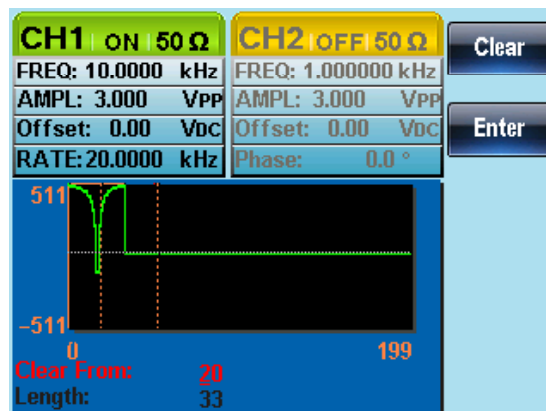 CH1 ON 50 Ω
CH2 OFF 50 Ω
Clear
FREQ: 10.0000 kHz
FREQ: 1.000000 kHz
AMPL: 3.000 VPP
AMPL: 3.000 VPP
Offset: 0.00 VDC
Offset: 0.00 VDC
Enter
RATE: 20.0000 kHz
Phase: 0.0 °
511
-511
0
199
Clear From: 20
Length: 33